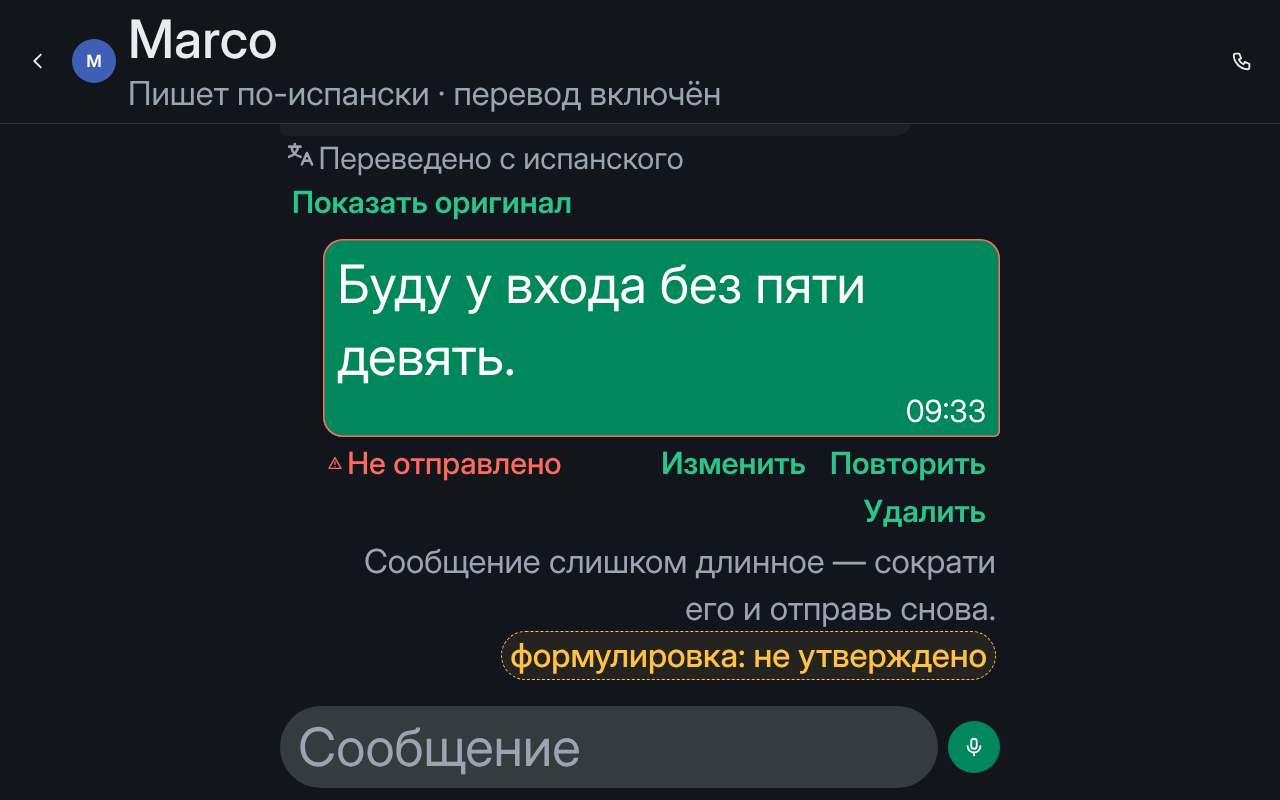 M
Marco
Пишет по-испански · перевод включён
Переведено с испанского
Показать оригинал
Буду у входа без пяти
девять.
09:33
Не отправлено
Изменить Повторить
Удалить
Сообщение слишком длинное — сократи
его и отправь снова.
формулировка: не утверждено
Сообщение